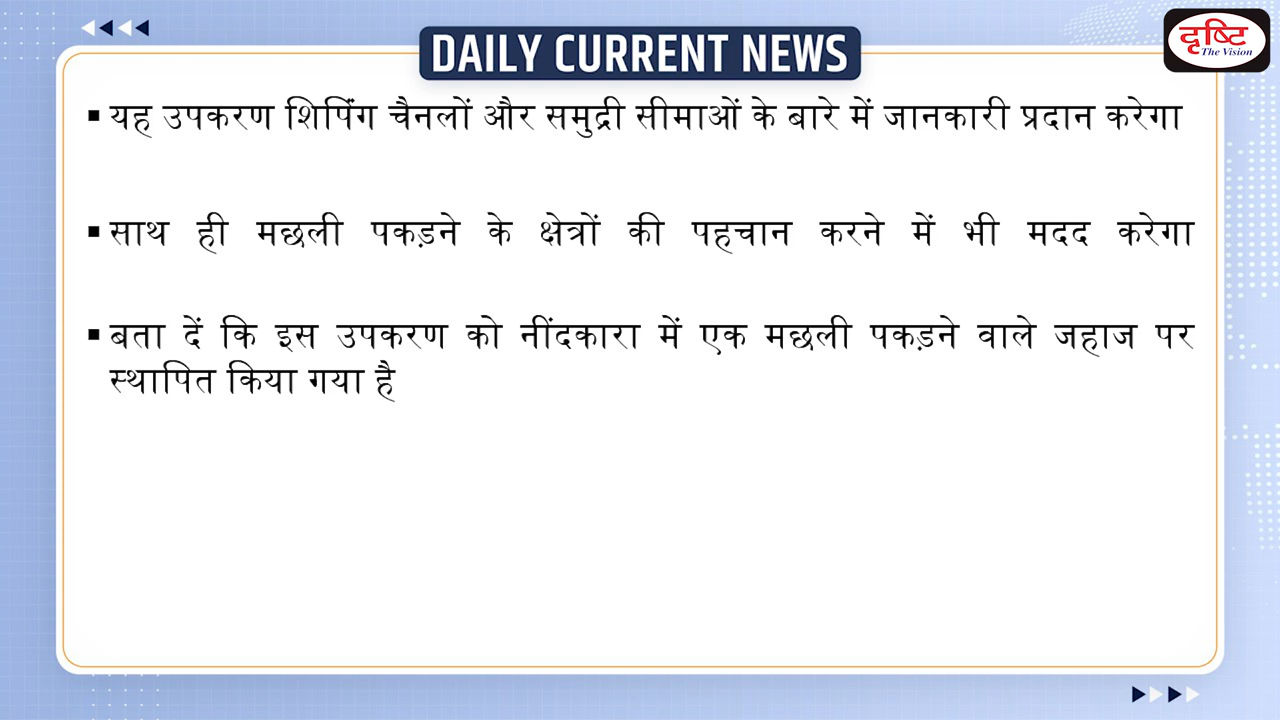 DAILY CURRENT NEWS
दृष्टि
The Vision
▪ यह उपकरण शिपिंग चैनलों और समुद्री सीमाओं के बारे में जानकारी प्रदान करेगा
▪ साथ ही मछली पकड़ने के क्षेत्रों की पहचान करने में भी मदद करेगा
▪ बता दें कि इस उपकरण को नींदकारा में एक मछली पकड़ने वाले जहाज पर
स्थापित किया गया है